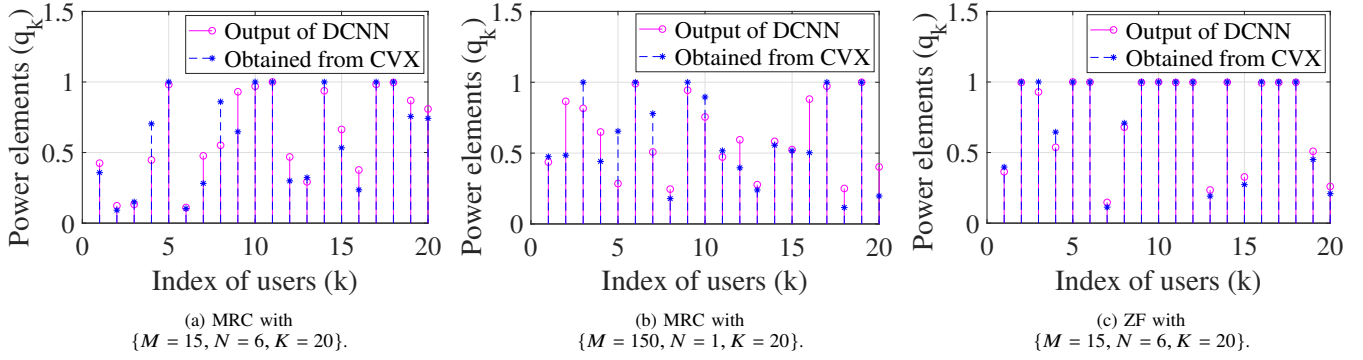 Power elements (q_k)
1.5
1
0.5
0
Output of DCNN
Obtained from CVX
0 5 10 15 20
Index of users (k)
(a) MRC with
{M = 15, N = 6, K = 20}.
Power elements (q_k)
1.5
1
0.5
0
Output of DCNN
Obtained from CVX
0 5 10 15 20
Index of users (k)
(b) MRC with
{M = 150, N = 1, K = 20}.
Power elements (q_k)
1.5
1
0.5
0
Output of DCNN
Obtained from CVX
0 5 10 15 20
Index of users (k)
(c) ZF with
{M = 15, N = 6, K = 20}.